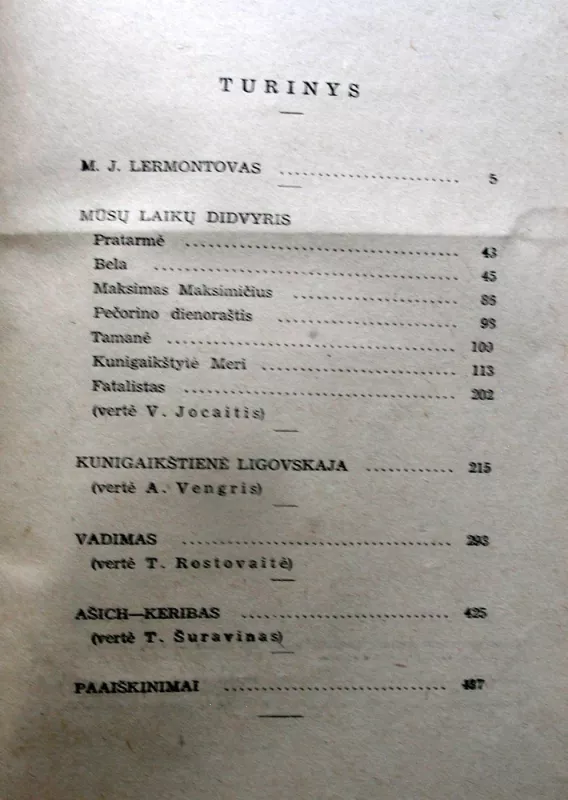 TURINYS
M. J. LERMONTOVAS .......... 5
MŪSŲ LAIKŲ DIDVYRIS
Pratarmė .......... 43
Bela .......... 45
Maksimas Maksimičius .......... 86
Pečorino dienoraštis .......... 98
Tamanė .......... 100
Kunigaikštytė Meri .......... 113
Fatalistas .......... 202
(vertė V. Jocaitis)
KUNIGAIKŠTIENĖ LIGOVSKAJA .......... 215
(vertė A. Vengris)
VADIMAS .......... 293
(vertė T. Rostovaitė)
AŠICH—KERIBAS .......... 425
(vertė T. Šuravinas)
PAAIŠKINIMAI .......... 437